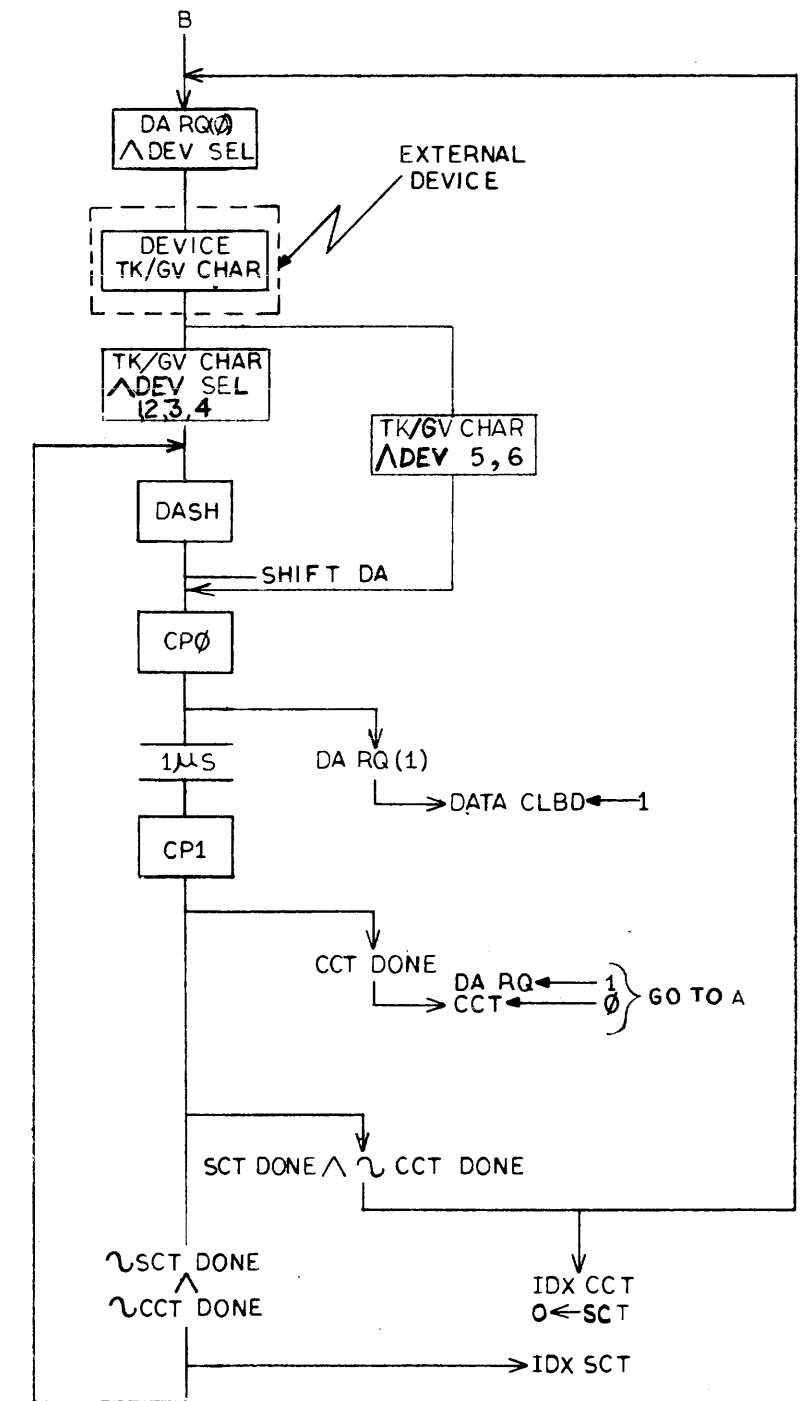 B
DA RQ(Ø)
∧ DEV SEL
EXTERNAL
DEVICE
DEVICE
TK/GV CHAR
TK/GV CHAR
∧DEV SEL
1,2,3,4
TK/GV CHAR
∧DEV 5,6
DASH
SHIFT DA
CPØ
1μS
DA RQ(1)
DATA CLBD←1
CP1
CCT DONE
DA RQ←1
CCT←Ø
} GO TO A
SCT DONE ∧ ~ CCT DONE
~SCT DONE
∧
~CCT DONE
IDX CCT
0←SCT
IDX SCT